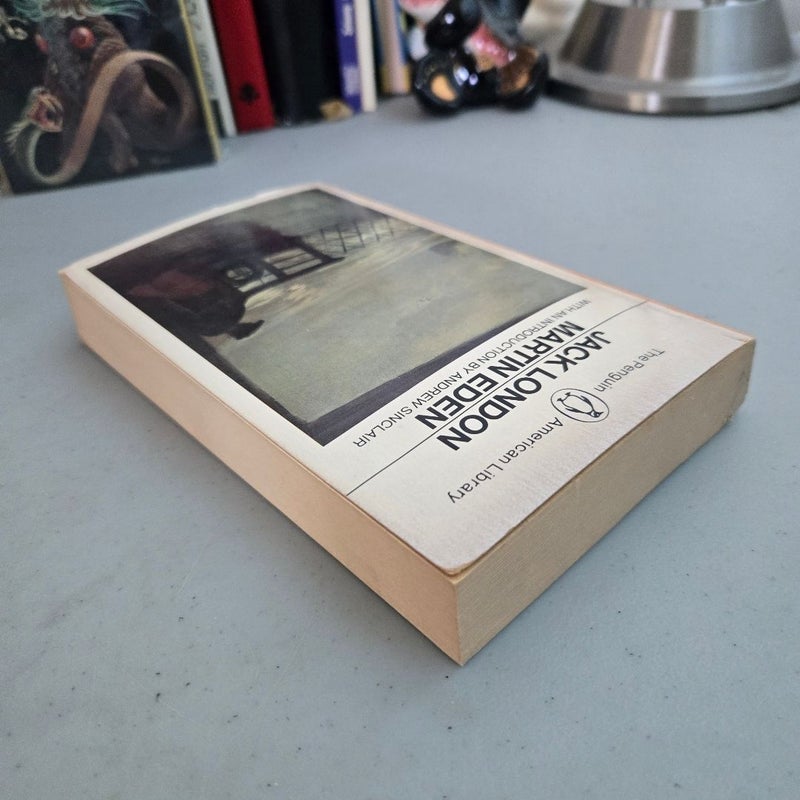 The Penguin American Library
JACK LONDON
MARTIN EDEN
WITH AN INTRODUCTION BY ANDREW SINCLAIR